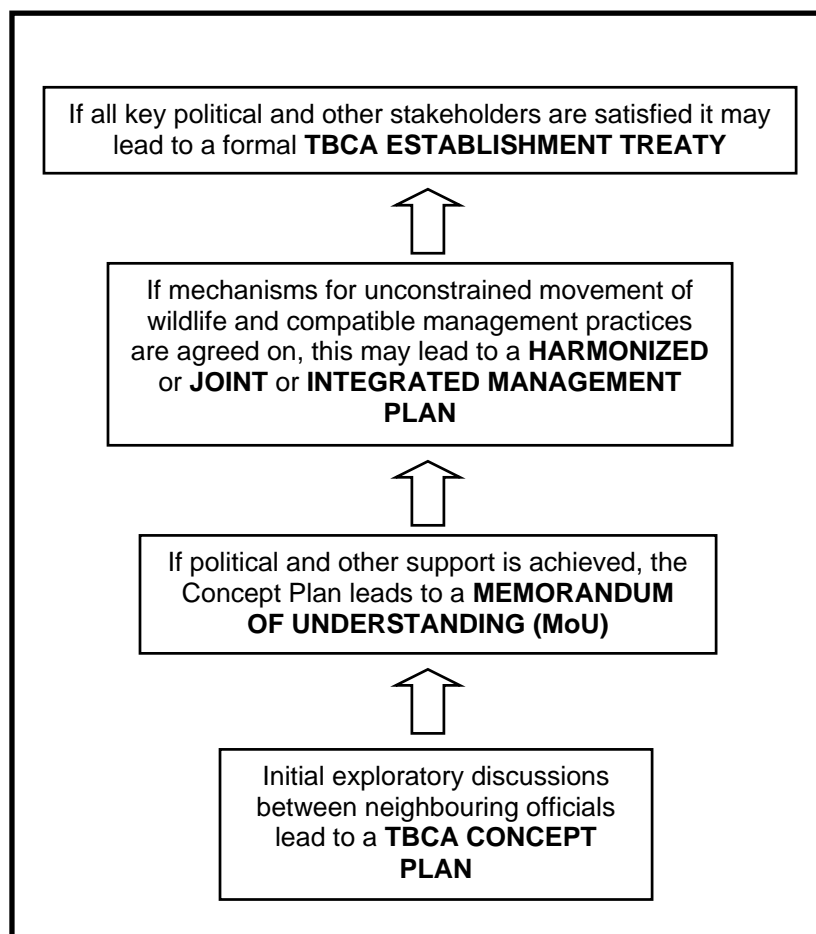 If all key political and other stakeholders are satisfied it may
lead to a formal TBCA ESTABLISHMENT TREATY
If mechanisms for unconstrained movement of
wildlife and compatible management practices
are agreed on, this may lead to a HARMONIZED
or JOINT or INTEGRATED MANAGEMENT
PLAN
If political and other support is achieved, the
Concept Plan leads to a MEMORANDUM
OF UNDERSTANDING (MoU)
Initial exploratory discussions
between neighbouring officials
lead to a TBCA CONCEPT
PLAN